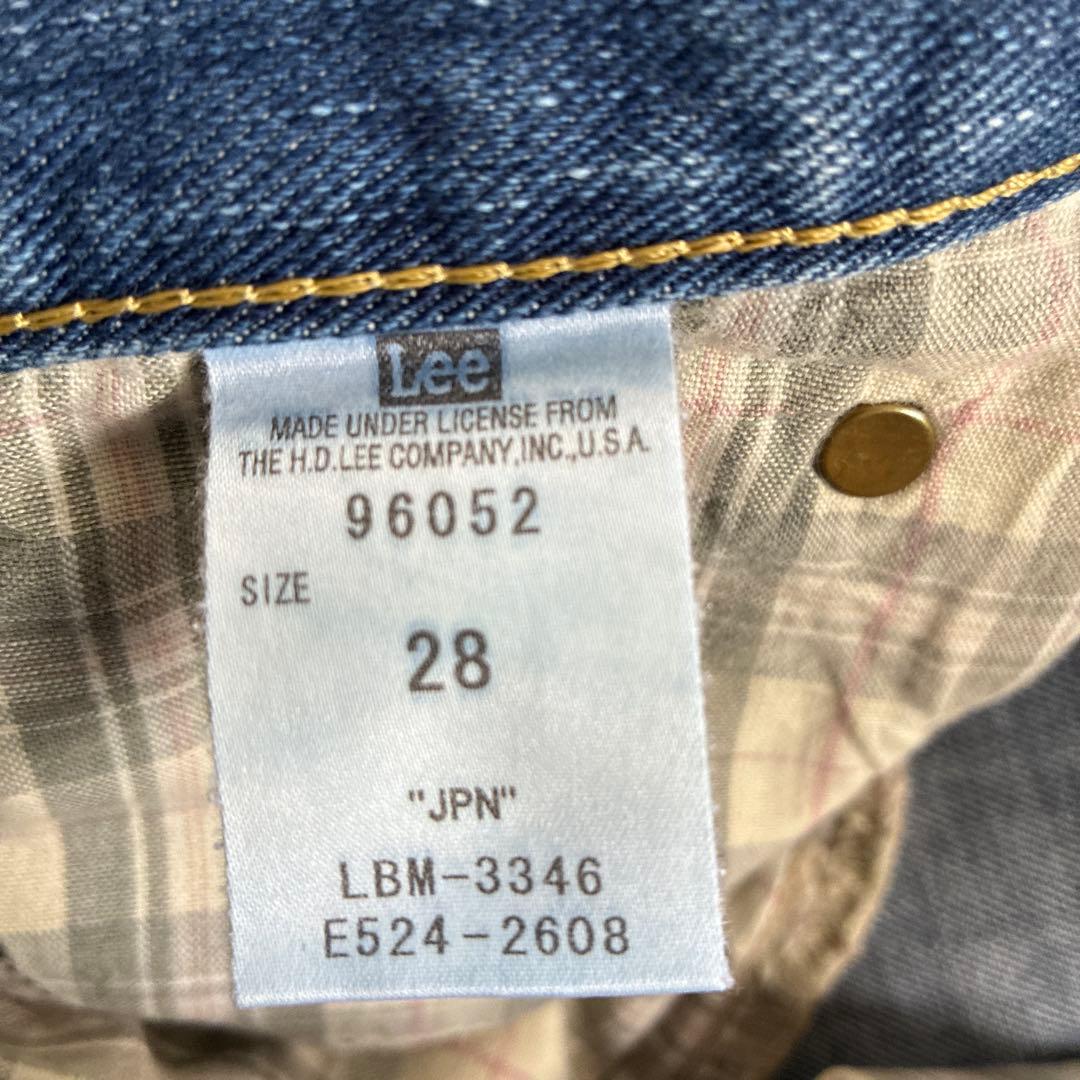 Lee
MADE UNDER LICENSE FROM
THE H.D.LEE COMPANY,INC.,U.S.A.
96052
SIZE
28
"JPN"
LBM-3346
E524-2608